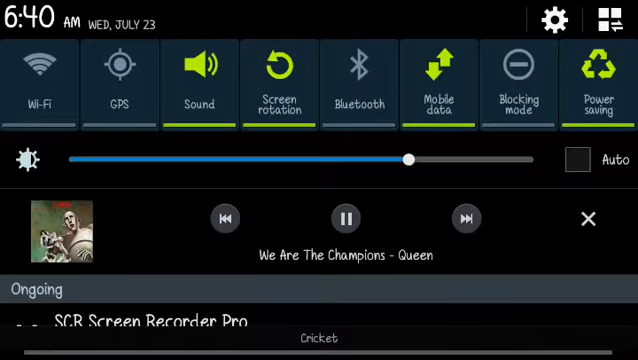 6:40 AM WED, JULY 23
Wi-Fi
GPS
Sound
Screen rotation
Bluetooth
Mobile data
Blocking mode
Power saving
Auto
We Are The Champions - Queen
Ongoing
SCR Screen Recorder Pro
Cricket